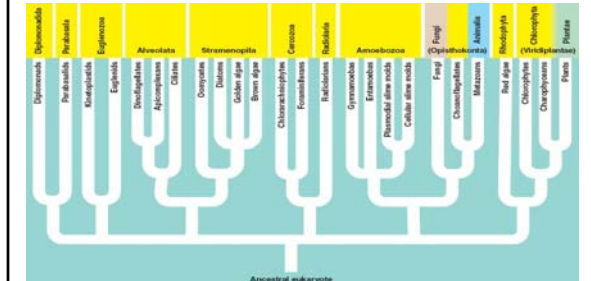 Diplomonadida
Parabasala
Euglenozoa
Alveolata
Stramenopila
Cercozoa
Radiolaria
Amoebozoa
Fungi
(Opisthokonta)
Animalia
Rhodophyta
Chlorophyta
(Viridiplantae)
Plantae
Diplomonads
Parabasalids
Kinetoplastids
Euglenids
Dinoflagellates
Apicomplexans
Ciliates
Oomycetes
Diatoms
Golden algae
Brown algae
Chlorarachniophytes
Foraminiferans
Radiolarians
Gymnamoebas
Entamoebas
Plasmodial slime molds
Cellular slime molds
Fungi
Choanoflagellates
Metazoans
Red algae
Chlorophytes
Charophyceans
Plants
Ancestral eukaryote